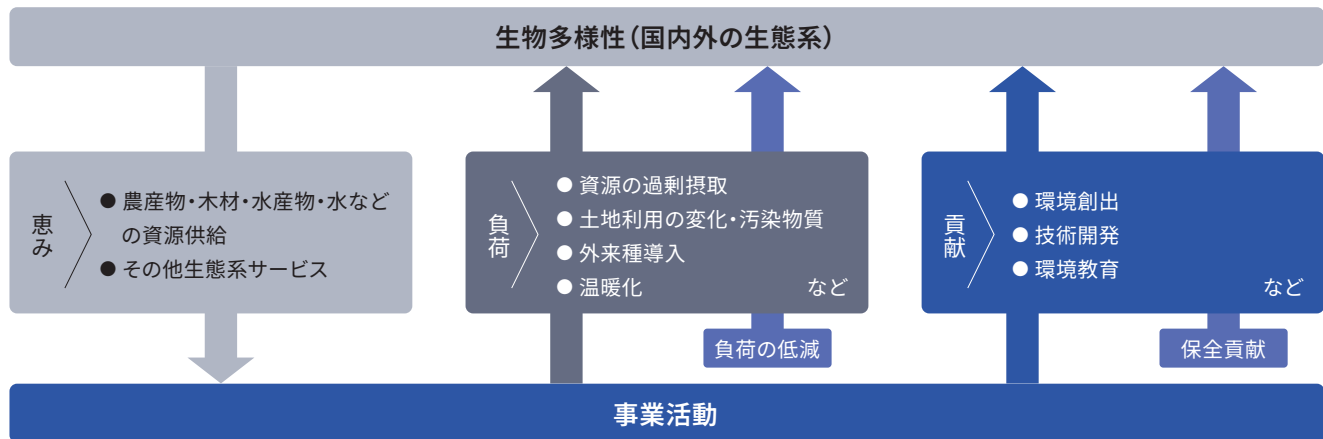 生物多様性（国内外の生態系）
恵み
● 農産物・木材・水産物・水など
の資源供給
● その他生態系サービス
負荷
● 資源の過剰摂取
● 土地利用の変化・汚染物質
● 外来種導入
● 温暖化 など
負荷の低減
貢献
● 環境創出
● 技術開発
● 環境教育 など
保全貢献
事業活動